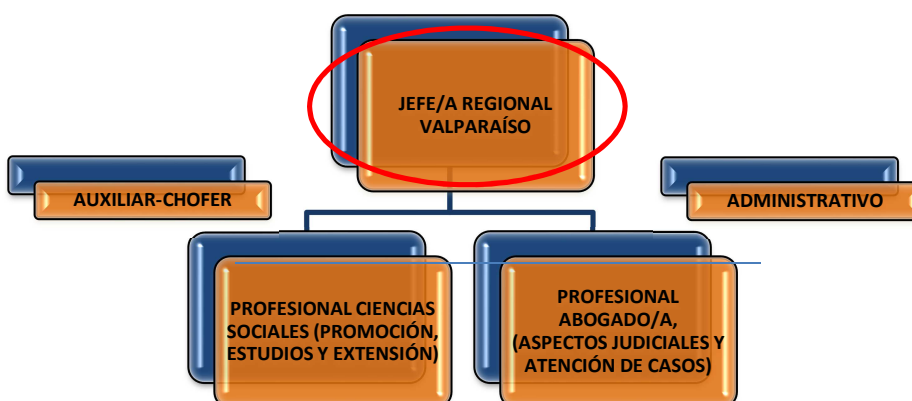 JEFE/A REGIONAL
VALPARAÍSO
AUXILIAR-CHOFER
ADMINISTRATIVO
PROFESIONAL CIENCIAS
SOCIALES (PROMOCIÓN,
ESTUDIOS Y EXTENSIÓN)
PROFESIONAL
ABOGADO/A,
(ASPECTOS JUDICIALES Y
ATENCIÓN DE CASOS)